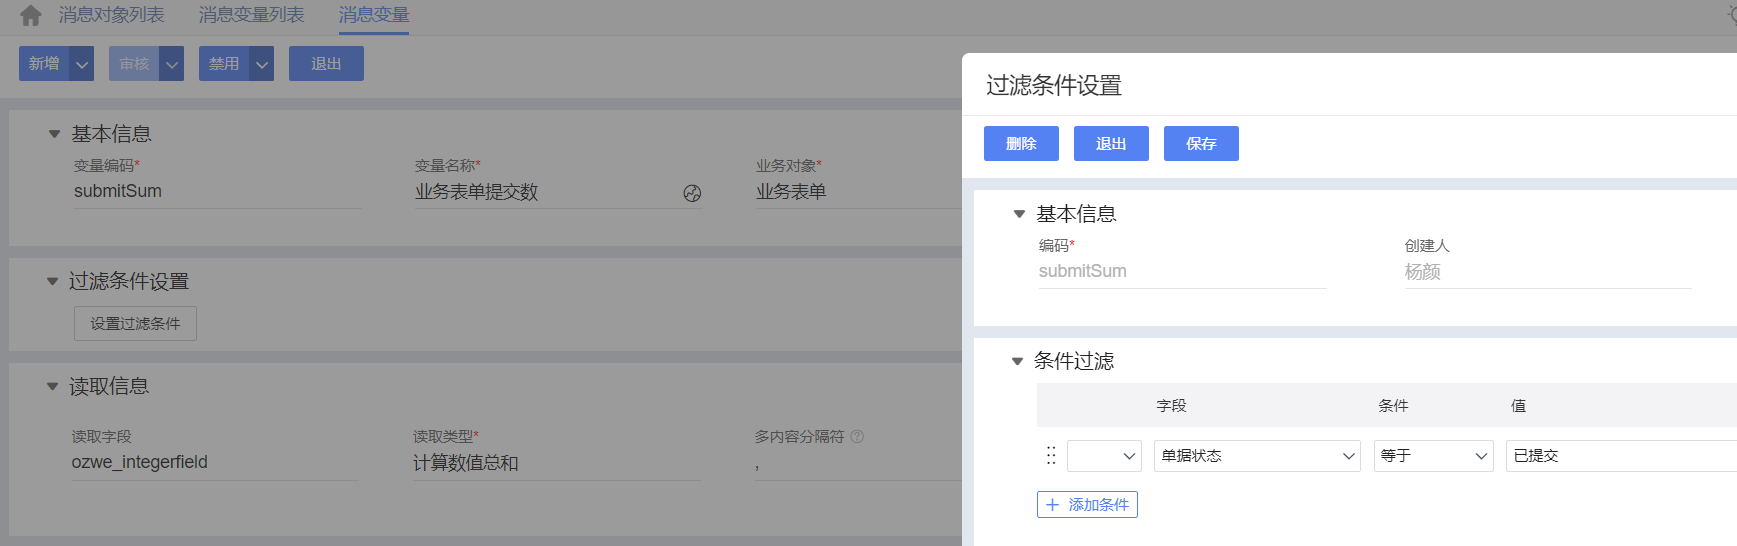 消息对象列表 消息变量列表 消息变量
新增 审核 禁用 退出
基本信息
变量编码* 变量名称* 业务对象*
submitSum 业务表单提交数 业务表单
过滤条件设置
设置过滤条件
读取信息
读取字段 读取类型* 多内容分隔符
ozwe_integerfield 计算数值总和 ,
过滤条件设置
删除 退出 保存
基本信息
编码* 创建人
submitSum 杨颜
条件过滤
字段 条件 值
单据状态 等于 已提交
+ 添加条件